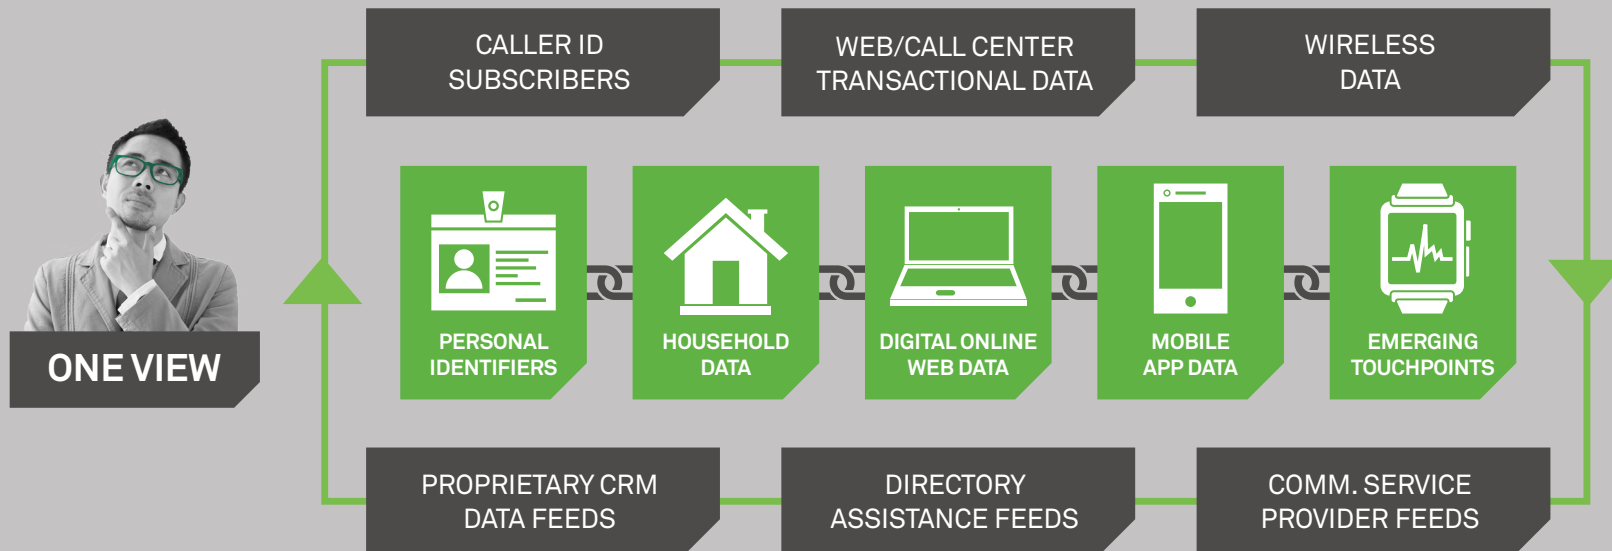 CALLER ID
SUBSCRIBERS
WEB/CALL CENTER
TRANSACTIONAL DATA
WIRELESS
DATA
ONE VIEW
PERSONAL
IDENTIFIERS
HOUSEHOLD
DATA
DIGITAL ONLINE
WEB DATA
MOBILE
APP DATA
EMERGING
TOUCHPOINTS
PROPRIETARY CRM
DATA FEEDS
DIRECTORY
ASSISTANCE FEEDS
COMM. SERVICE
PROVIDER FEEDS